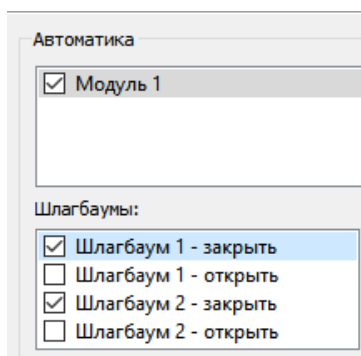 Автоматика
Модуль 1
Шлагбаумы:
Шлагбаум 1 - закрыть
Шлагбаум 1 - открыть
Шлагбаум 2 - закрыть
Шлагбаум 2 - открыть